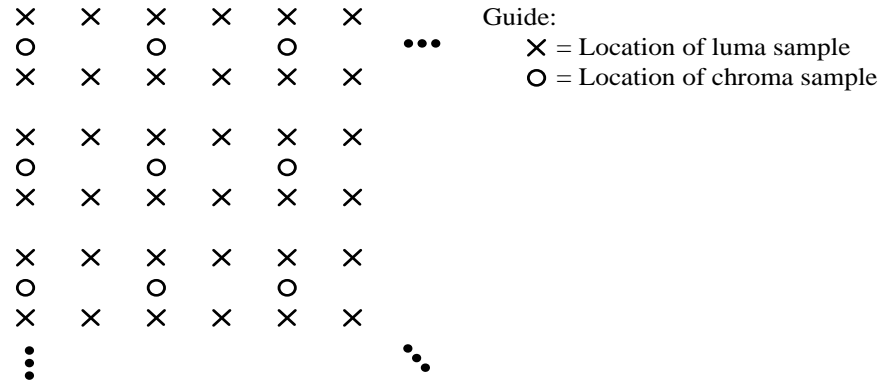 Guide:
× = Location of luma sample
○ = Location of chroma sample